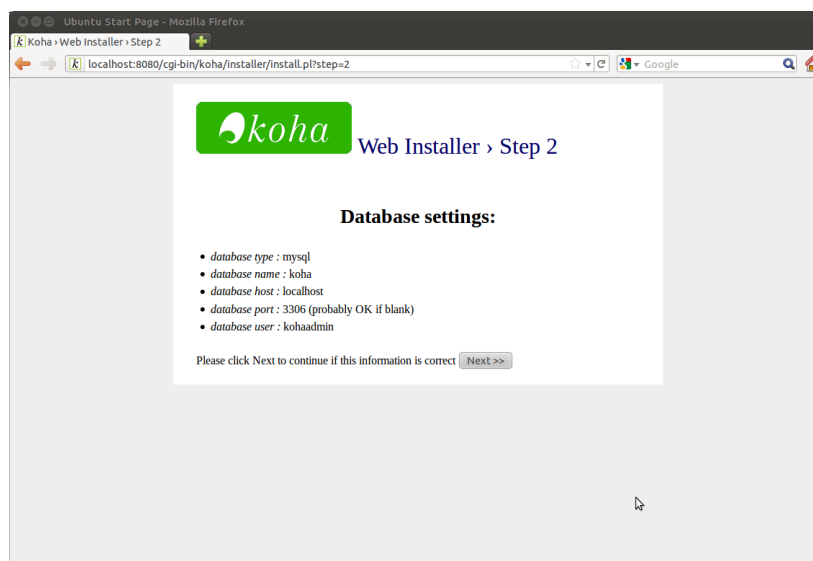 Ubuntu Start Page - Mozilla Firefox
Koha › Web Installer › Step 2
localhost:8080/cgi-bin/koha/installer/install.pl?step=2
Google
koha
Web Installer › Step 2
Database settings:
database type : mysql
database name : koha
database host : localhost
database port : 3306 (probably OK if blank)
database user : kohaadmin
Please click Next to continue if this information is correct Next >>